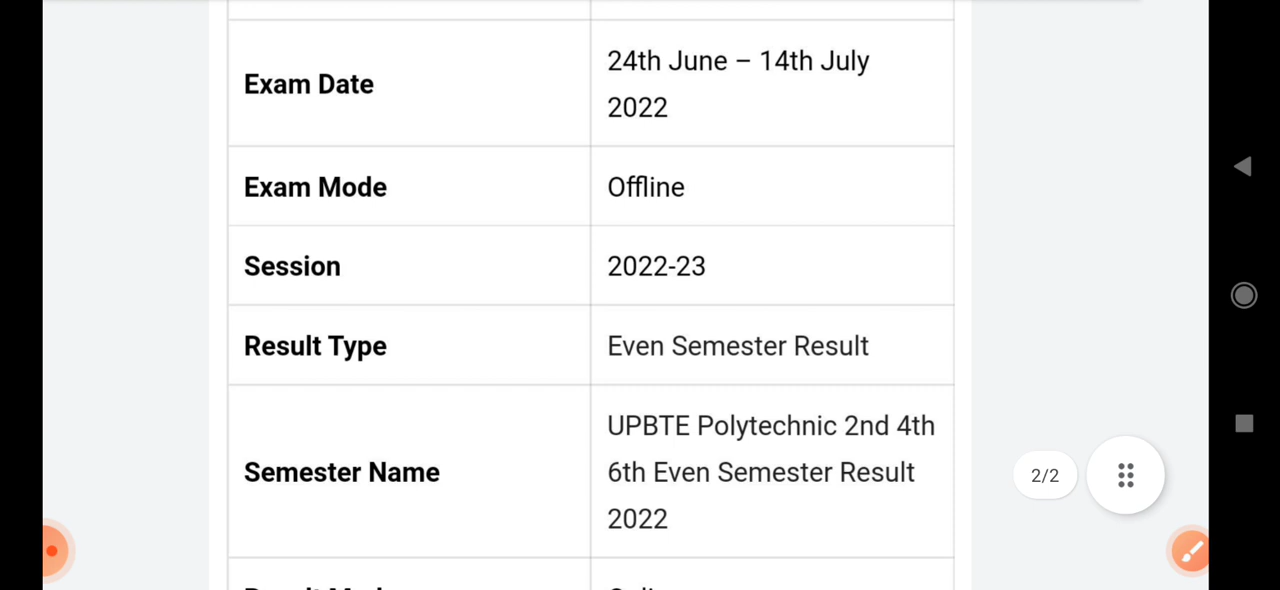 Exam Date
24th June – 14th July
2022
Exam Mode
Offline
Session
2022-23
Result Type
Even Semester Result
Semester Name
UPBTE Polytechnic 2nd 4th
6th Even Semester Result
2022
2/2